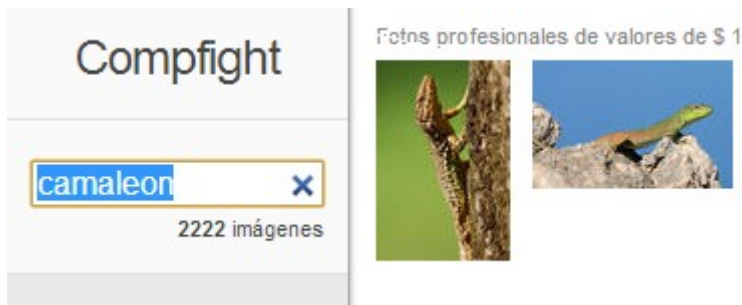 Compfight
Fotos profesionales de valores de $ 1
camaleon
2222 imágenes